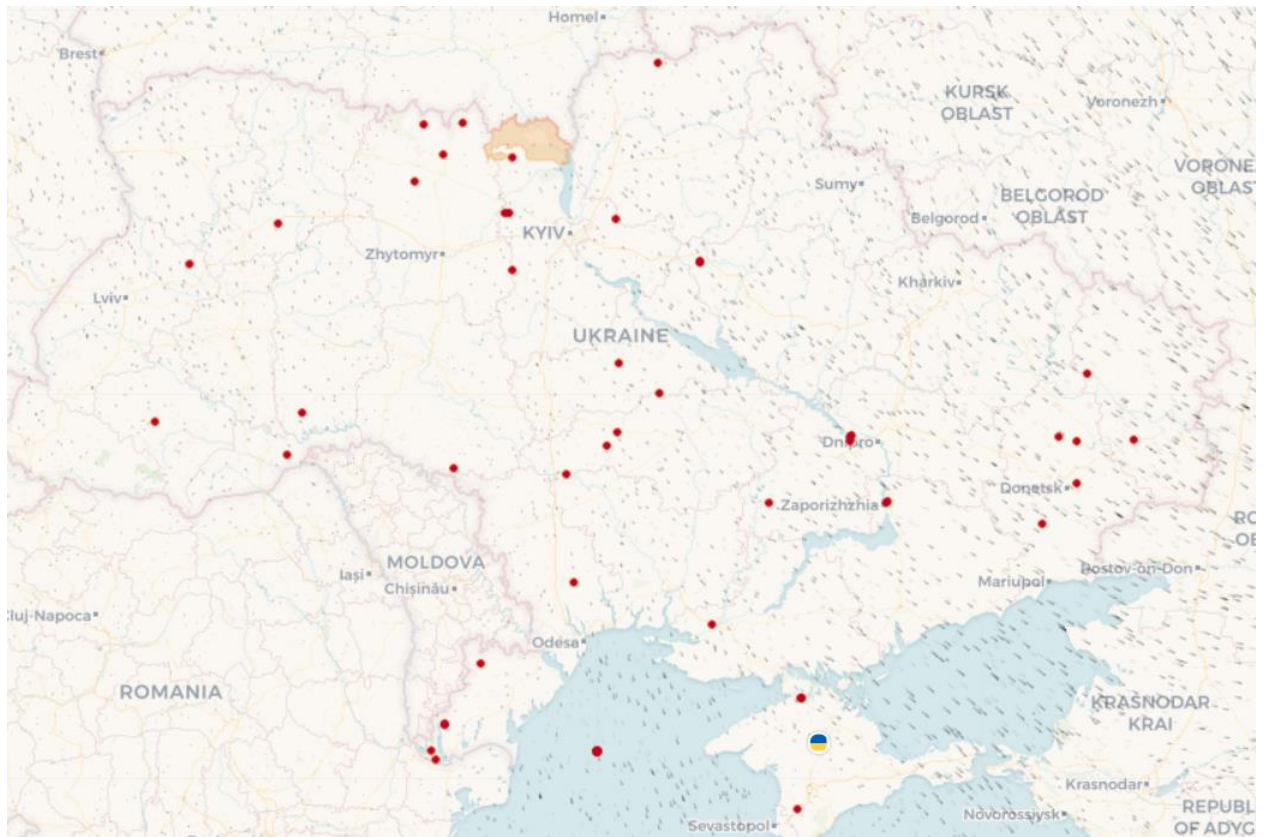 Homel
Brest
KURSK
OBLAST
Voronezh
VORONE
OBLAST
Sumy
BELGOROD
OBLAST
Belgorod
KYIV
Zhytomyr
Kharkiv
Lviv
UKRAINE
Dnipro
Donetsk
Zaporizhzhia
RO
OB
MOLDOVA
Iași
Chișinău
Mariupol
Rostov-on-Don
Cluj-Napoca
Odesa
ROMANIA
KRASNODAR
KRAI
Krasnodar
Novorossiysk
REPUBL
OF ADYG
Sevastopol